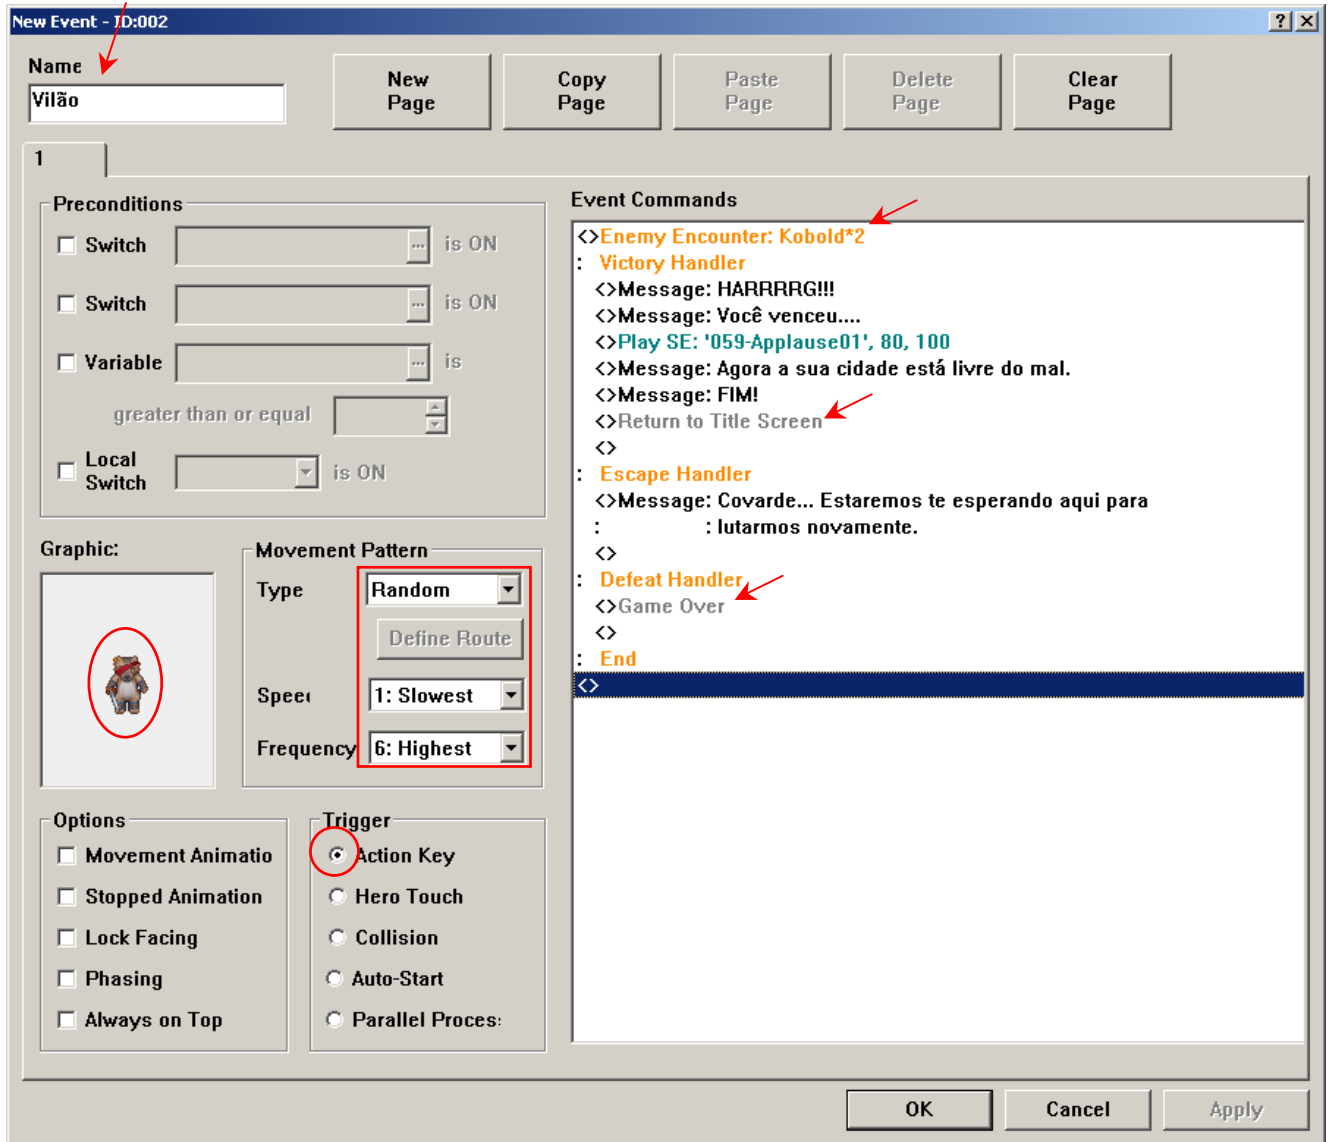 New Event - ID:002
Name
Vilão
New Page
Copy Page
Paste Page
Delete Page
Clear Page
1
Preconditions
Switch ... is ON
Switch ... is ON
Variable ... is
greater than or equal
Local Switch is ON
Graphic:
Movement Pattern
Type Random
Define Route
Speed 1: Slowest
Frequency 6: Highest
Options
Movement Animatio
Stopped Animation
Lock Facing
Phasing
Always on Top
Trigger
Action Key
Hero Touch
Collision
Auto-Start
Parallel Proces
Event Commands
<>Enemy Encounter: Kobold*2
: Victory Handler
<>Message: HARRRRG!!!
<>Message: Você venceu....
<>Play SE: '059-Applause01', 80, 100
<>Message: Agora a sua cidade está livre do mal.
<>Message: FIM!
<>Return to Title Screen
<>
: Escape Handler
<>Message: Covarde... Estaremos te esperando aqui para
: : lutarmos novamente.
<>
: Defeat Handler
<>Game Over
<>
: End
<>
OK
Cancel
Apply